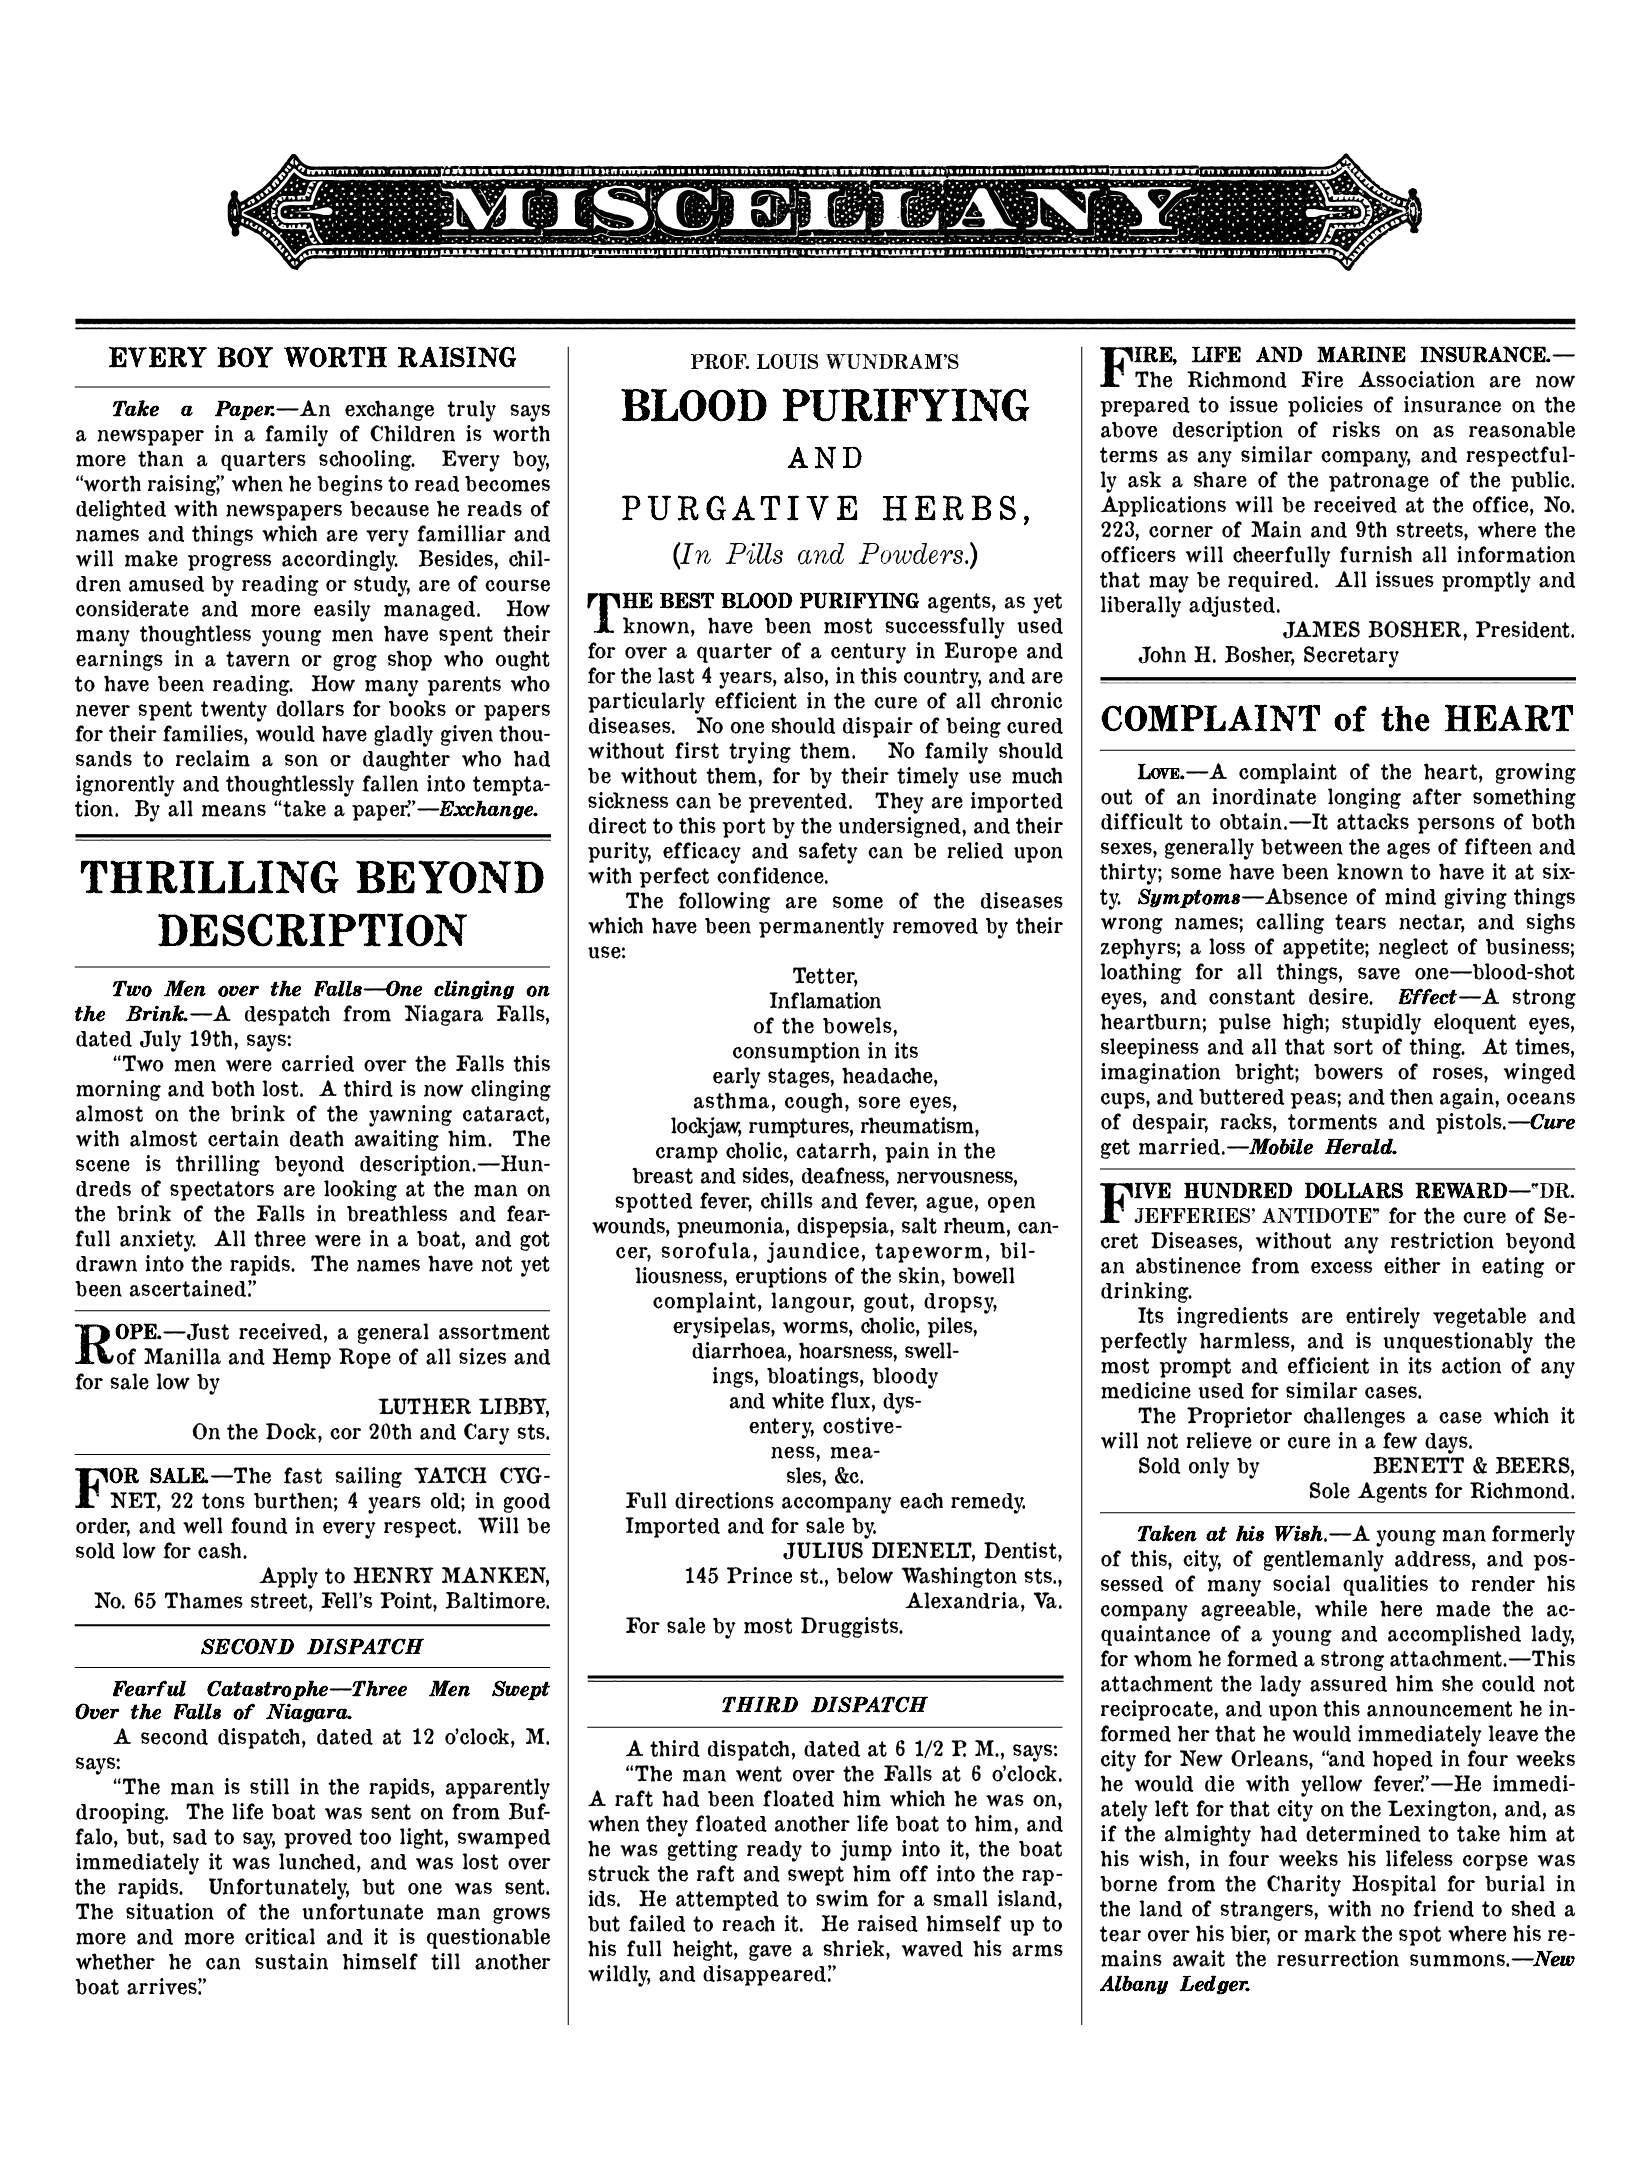 MISCELLANY
EVERY BOY WORTH RAISING
Take a Paper.—An exchange truly says
a newspaper in a family of Children is worth
more than a quarters schooling. Every boy,
“worth raising,” when he begins to read becomes
delighted with newspapers because he reads of
names and things which are very familliar and
will make progress accordingly. Besides, chil-
dren amused by reading or study, are of course
considerate and more easily managed. How
many thoughtless young men have spent their
earnings in a tavern or grog shop who ought
to have been reading. How many parents who
never spent twenty dollars for books or papers
for their families, would have gladly given thou-
sands to reclaim a son or daughter who had
ignorently and thoughtlessly fallen into tempta-
tion. By all means “take a paper.”—Exchange.
THRILLING BEYOND
DESCRIPTION
Two Men over the Falls—One clinging on
the Brink.—A despatch from Niagara Falls,
dated July 19th, says:
“Two men were carried over the Falls this
morning and both lost. A third is now clinging
almost on the brink of the yawning cataract,
with almost certain death awaiting him. The
scene is thrilling beyond description.—Hun-
dreds of spectators are looking at the man on
the brink of the Falls in breathless and fear-
full anxiety. All three were in a boat, and got
drawn into the rapids. The names have not yet
been ascertained.”
ROPE.—Just received, a general assortment
of Manilla and Hemp Rope of all sizes and
for sale low by
LUTHER LIBBY,
On the Dock, cor 20th and Cary sts.
FOR SALE.—The fast sailing YATCH CYG-
NET, 22 tons burthen; 4 years old; in good
order, and well found in every respect. Will be
sold low for cash.
Apply to HENRY MANKEN,
No. 65 Thames street, Fell's Point, Baltimore.
SECOND DISPATCH
Fearful Catastrophe—Three Men Swept
Over the Falls of Niagara.
A second dispatch, dated at 12 o'clock, M.
says:
“The man is still in the rapids, apparently
drooping. The life boat was sent on from Buf-
falo, but, sad to say, proved too light, swamped
immediately it was lunched, and was lost over
the rapids. Unfortunately, but one was sent.
The situation of the unfortunate man grows
more and more critical and it is questionable
whether he can sustain himself till another
boat arrives.”
PROF. LOUIS WUNDRAM'S
BLOOD PURIFYING
AND
PURGATIVE HERBS,
(In Pills and Powders.)
THE BEST BLOOD PURIFYING agents, as yet
known, have been most successfully used
for over a quarter of a century in Europe and
for the last 4 years, also, in this country, and are
particularly efficient in the cure of all chronic
diseases. No one should dispair of being cured
without first trying them. No family should
be without them, for by their timely use much
sickness can be prevented. They are imported
direct to this port by the undersigned, and their
purity, efficacy and safety can be relied upon
with perfect confidence.
The following are some of the diseases
which have been permanently removed by their
use:
Tetter,
Inflamation
of the bowels,
consumption in its
early stages, headache,
asthma, cough, sore eyes,
lockjaw, rumptures, rheumatism,
cramp cholic, catarrh, pain in the
breast and sides, deafness, nervousness,
spotted fever, chills and fever, ague, open
wounds, pneumonia, dispepsia, salt rheum, can-
cer, sorofula, jaundice, tapeworm, bil-
liousness, eruptions of the skin, bowell
complaint, langour, gout, dropsy,
erysipelas, worms, cholic, piles,
diarrhoea, hoarsness, swell-
ings, bloatings, bloody
and white flux, dys-
entery, costive-
ness, mea-
sles, &c.
Full directions accompany each remedy.
Imported and for sale by.
JULIUS DIENELT, Dentist,
145 Prince st., below Washington sts.,
Alexandria, Va.
For sale by most Druggists.
THIRD DISPATCH
A third dispatch, dated at 6 1/2 P. M., says:
“The man went over the Falls at 6 o'clock.
A raft had been floated him which he was on,
when they floated another life boat to him, and
he was getting ready to jump into it, the boat
struck the raft and swept him off into the rap-
ids. He attempted to swim for a small island,
but failed to reach it. He raised himself up to
his full height, gave a shriek, waved his arms
wildly, and disappeared.”
FIRE, LIFE AND MARINE INSURANCE.—
The Richmond Fire Association are now
prepared to issue policies of insurance on the
above description of risks on as reasonable
terms as any similar company, and respectful-
ly ask a share of the patronage of the public.
Applications will be received at the office, No.
223, corner of Main and 9th streets, where the
officers will cheerfully furnish all information
that may be required. All issues promptly and
liberally adjusted.
JAMES BOSHER, President.
John H. Bosher, Secretary
COMPLAINT of the HEART
LOVE.—A complaint of the heart, growing
out of an inordinate longing after something
difficult to obtain.—It attacks persons of both
sexes, generally between the ages of fifteen and
thirty; some have been known to have it at six-
ty. Symptoms—Absence of mind giving things
wrong names; calling tears nectar, and sighs
zephyrs; a loss of appetite; neglect of business;
loathing for all things, save one—blood-shot
eyes, and constant desire. Effect—A strong
heartburn; pulse high; stupidly eloquent eyes,
sleepiness and all that sort of thing. At times,
imagination bright; bowers of roses, winged
cups, and buttered peas; and then again, oceans
of despair, racks, torments and pistols.—Cure
get married.—Mobile Herald.
FIVE HUNDRED DOLLARS REWARD—“DR.
JEFFERIES' ANTIDOTE” for the cure of Se-
cret Diseases, without any restriction beyond
an abstinence from excess either in eating or
drinking.
Its ingredients are entirely vegetable and
perfectly harmless, and is unquestionably the
most prompt and efficient in its action of any
medicine used for similar cases.
The Proprietor challenges a case which it
will not relieve or cure in a few days.
Sold only by BENETT & BEERS,
Sole Agents for Richmond.
Taken at his Wish.—A young man formerly
of this, city, of gentlemanly address, and pos-
sessed of many social qualities to render his
company agreeable, while here made the ac-
quaintance of a young and accomplished lady,
for whom he formed a strong attachment.—This
attachment the lady assured him she could not
reciprocate, and upon this announcement he in-
formed her that he would immediately leave the
city for New Orleans, “and hoped in four weeks
he would die with yellow fever.”—He immedi-
ately left for that city on the Lexington, and, as
if the almighty had determined to take him at
his wish, in four weeks his lifeless corpse was
borne from the Charity Hospital for burial in
the land of strangers, with no friend to shed a
tear over his bier, or mark the spot where his re-
mains await the resurrection summons.—New
Albany Ledger.